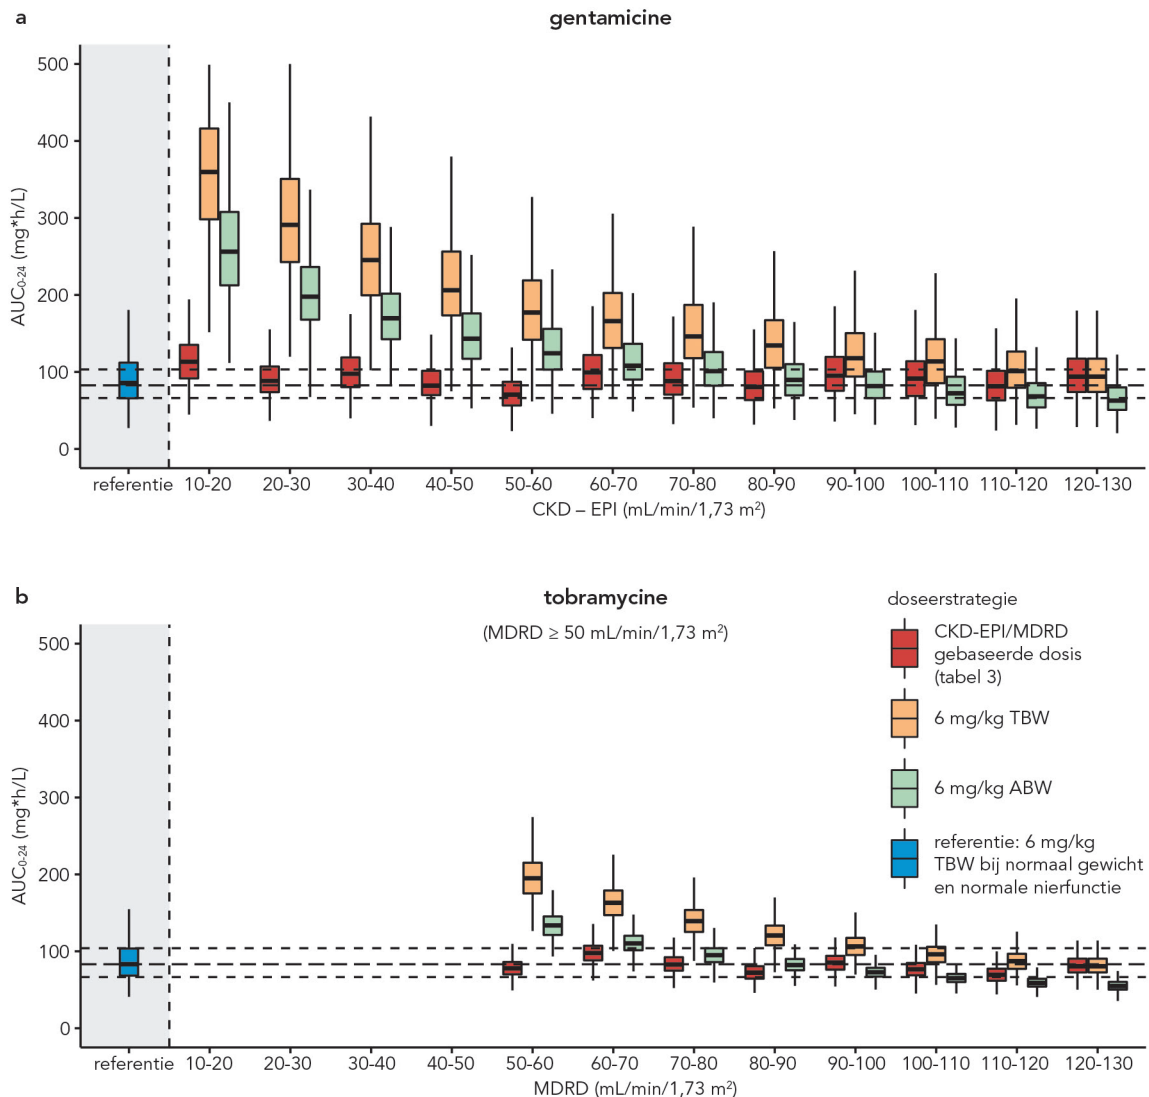 a
gentamicine
500
400
300
200
100
0
AUC0-24 (mg*h/L)
referentie 10-20 20-30 30-40 40-50 50-60 60-70 70-80 80-90 90-100 100-110 110-120 120-130
CKD – EPI (mL/min/1,73 m²)
b
tobramycine
(MDRD ≥ 50 mL/min/1,73 m²)
doseerstrategie
CKD-EPI/MDRD
gebaseerde dosis
(tabel 3)
6 mg/kg TBW
6 mg/kg ABW
referentie: 6 mg/kg
TBW bij normaal gewicht
en normale nierfunctie
500
400
300
200
100
0
AUC0-24 (mg*h/L)
referentie 10-20 20-30 30-40 40-50 50-60 60-70 70-80 80-90 90-100 100-110 110-120 120-130
MDRD (mL/min/1,73 m²)